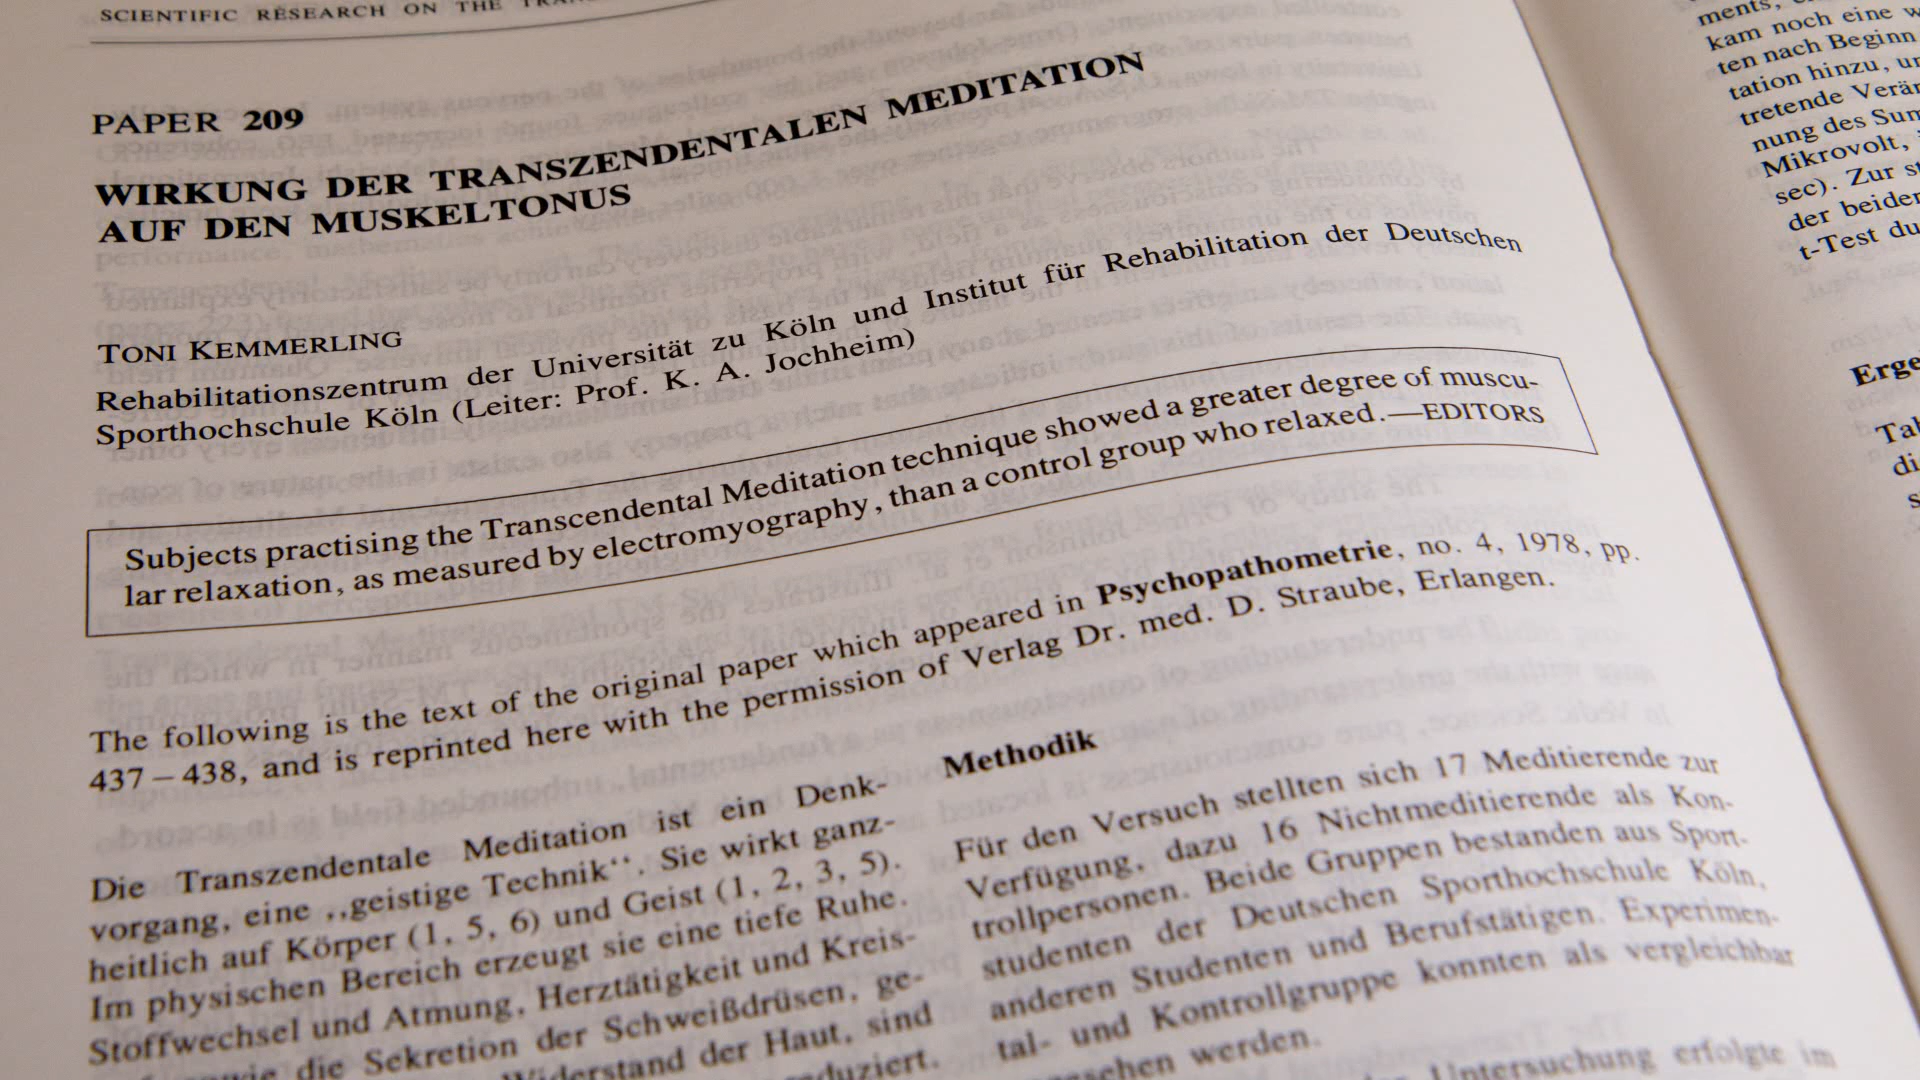 SCIENTIFIC RESEARCH ON THE
PAPER 209
WIRKUNG DER TRANSZENDENTALEN MEDITATION
AUF DEN MUSKELTONUS
TONI KEMMERLING
Rehabilitationszentrum der Universität zu Köln und Institut für Rehabilitation der Deutschen
Sporthochschule Köln (Leiter: Prof. K. A. Jochheim)
Subjects practising the Transcendental Meditation technique showed a greater degree of muscu-
lar relaxation, as measured by electromyography, than a control group who relaxed.—EDITORS
The following is the text of the original paper which appeared in Psychopathometrie, no. 4, 1978, pp.
437 – 438, and is reprinted here with the permission of Verlag Dr. med. D. Straube, Erlangen.
Die Transzendentale Meditation ist ein Denk-
vorgang, eine ,,geistige Technik‘‘. Sie wirkt ganz-
heitlich auf Körper (1, 5, 6) und Geist (1, 2, 3, 5).
Im physischen Bereich erzeugt sie eine tiefe Ruhe.
Stoffwechsel und Atmung, Herztätigkeit und Kreis-
die Sekretion der Schweißdrüsen, ge-
der Haut, sind
Methodik
Für den Versuch stellten sich 17 Meditierende zur
Verfügung, dazu 16 Nichtmeditierende als Kon-
trollpersonen. Beide Gruppen bestanden aus Sport-
studenten der Deutschen Sporthochschule Köln,
anderen Studenten und Berufstätigen. Experimen-
tal- und Kontrollgruppe konnten als vergleichbar
werden.
Untersuchung erfolgte im
ments,
kam noch eine
ten nach Beginn
tation hinzu,
tretende
nung des
Mikrovolt,
sec). Zur
der beiden
t-Test